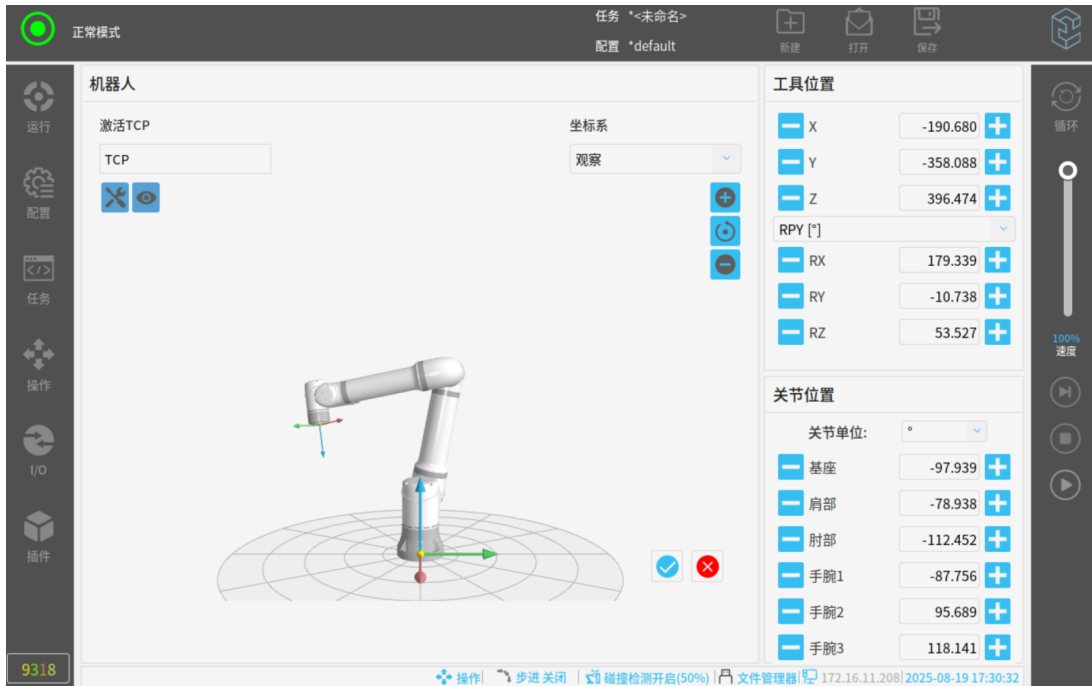 正常模式
任务 *<未命名>
配置 *default
新建
打开
保存
运行
配置
任务
操作
I/O
插件
9318
机器人
激活TCP
TCP
坐标系
观察
工具位置
X -190.680
Y -358.088
Z 396.474
RPY [°]
RX 179.339
RY -10.738
RZ 53.527
关节位置
关节单位: °
基座 -97.939
肩部 -78.938
肘部 -112.452
手腕1 -87.756
手腕2 95.689
手腕3 118.141
循环
100%
速度
操作 步进 关闭 碰撞检测开启(50%) 文件管理器 172.16.11.208 2025-08-19 17:30:32